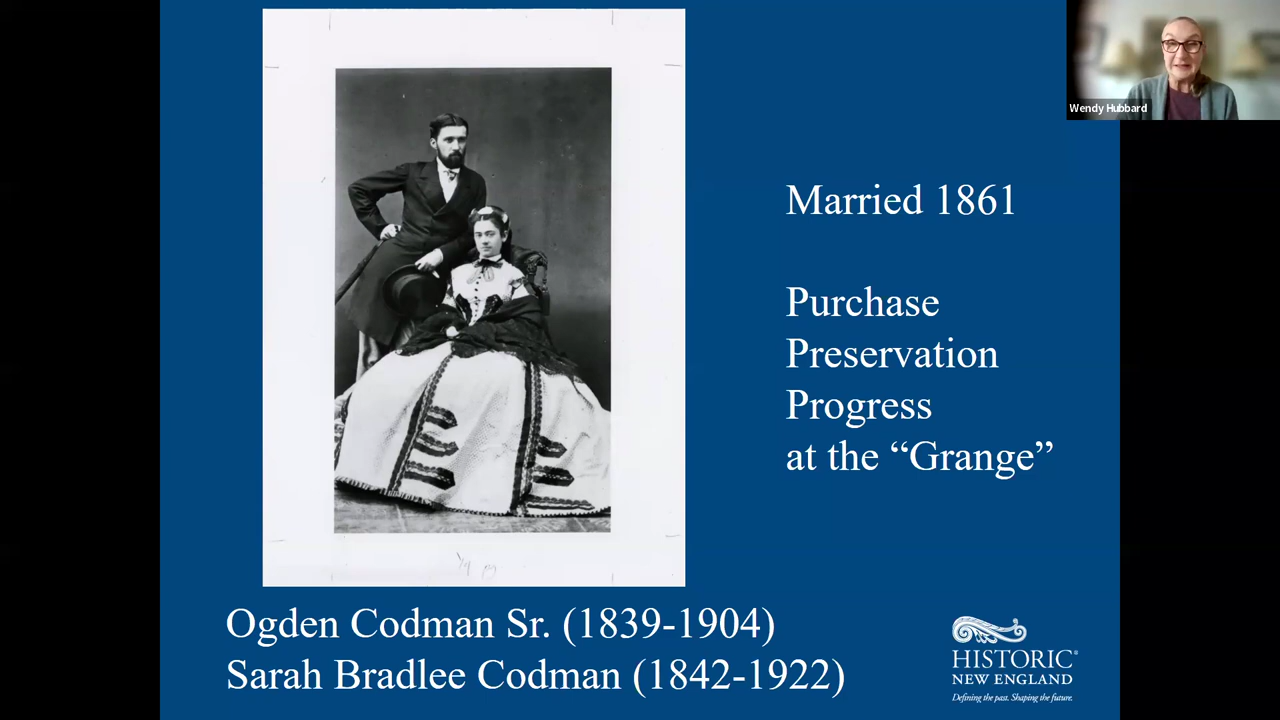 Wendy Hubbard
Married 1861
Purchase
Preservation
Progress
at the “Grange”
Ogden Codman Sr. (1839-1904)
Sarah Bradlee Codman (1842-1922)
HISTORIC®
NEW ENGLAND
Defining the past. Shaping the future.